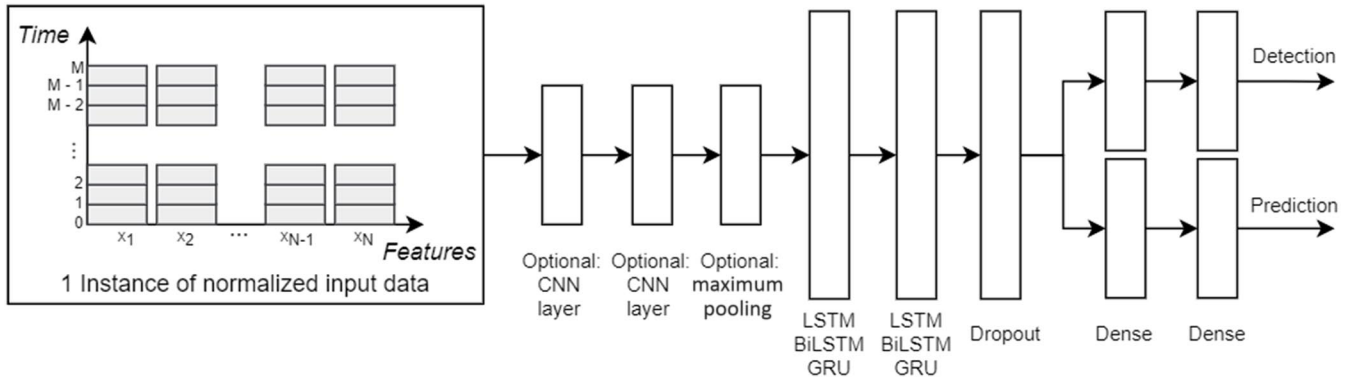 Time
M
M - 1
M - 2
⋮
2
1
0
x1 x2 ... xN-1 xN
Features
1 Instance of normalized input data
Optional:
CNN
layer
Optional:
CNN
layer
Optional:
maximum
pooling
LSTM
BiLSTM
GRU
LSTM
BiLSTM
GRU
Dropout
Dense
Dense
Detection
Prediction